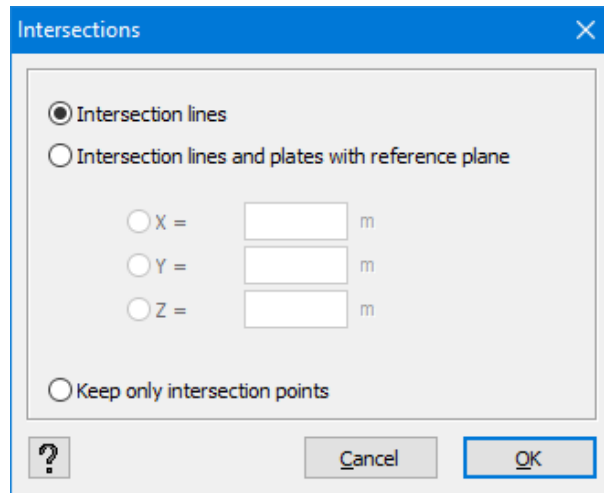 Intersections
Intersection lines
Intersection lines and plates with reference plane
X = m
Y = m
Z = m
Keep only intersection points
? Cancel OK